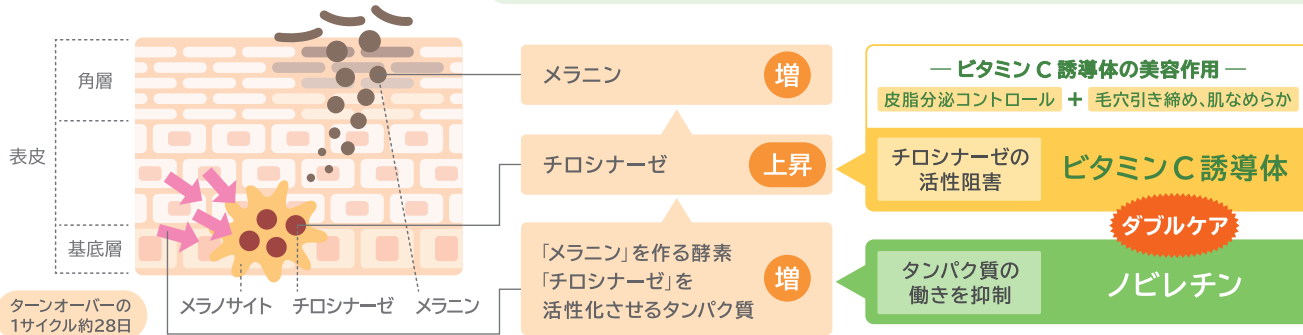 角層
表皮
基底層
ターンオーバーの
1サイクル約28日
メラノサイト
チロシナーゼ
メラニン
メラニン
増
チロシナーゼ
上昇
「メラニン」を作る酵素
「チロシナーゼ」を
活性化させるタンパク質
増
― ビタミンC誘導体の美容作用 ―
皮脂分泌コントロール + 毛穴引き締め、肌なめらか
チロシナーゼの
活性阻害
ビタミンC誘導体
ダブルケア
タンパク質の
働きを抑制
ノビレチン